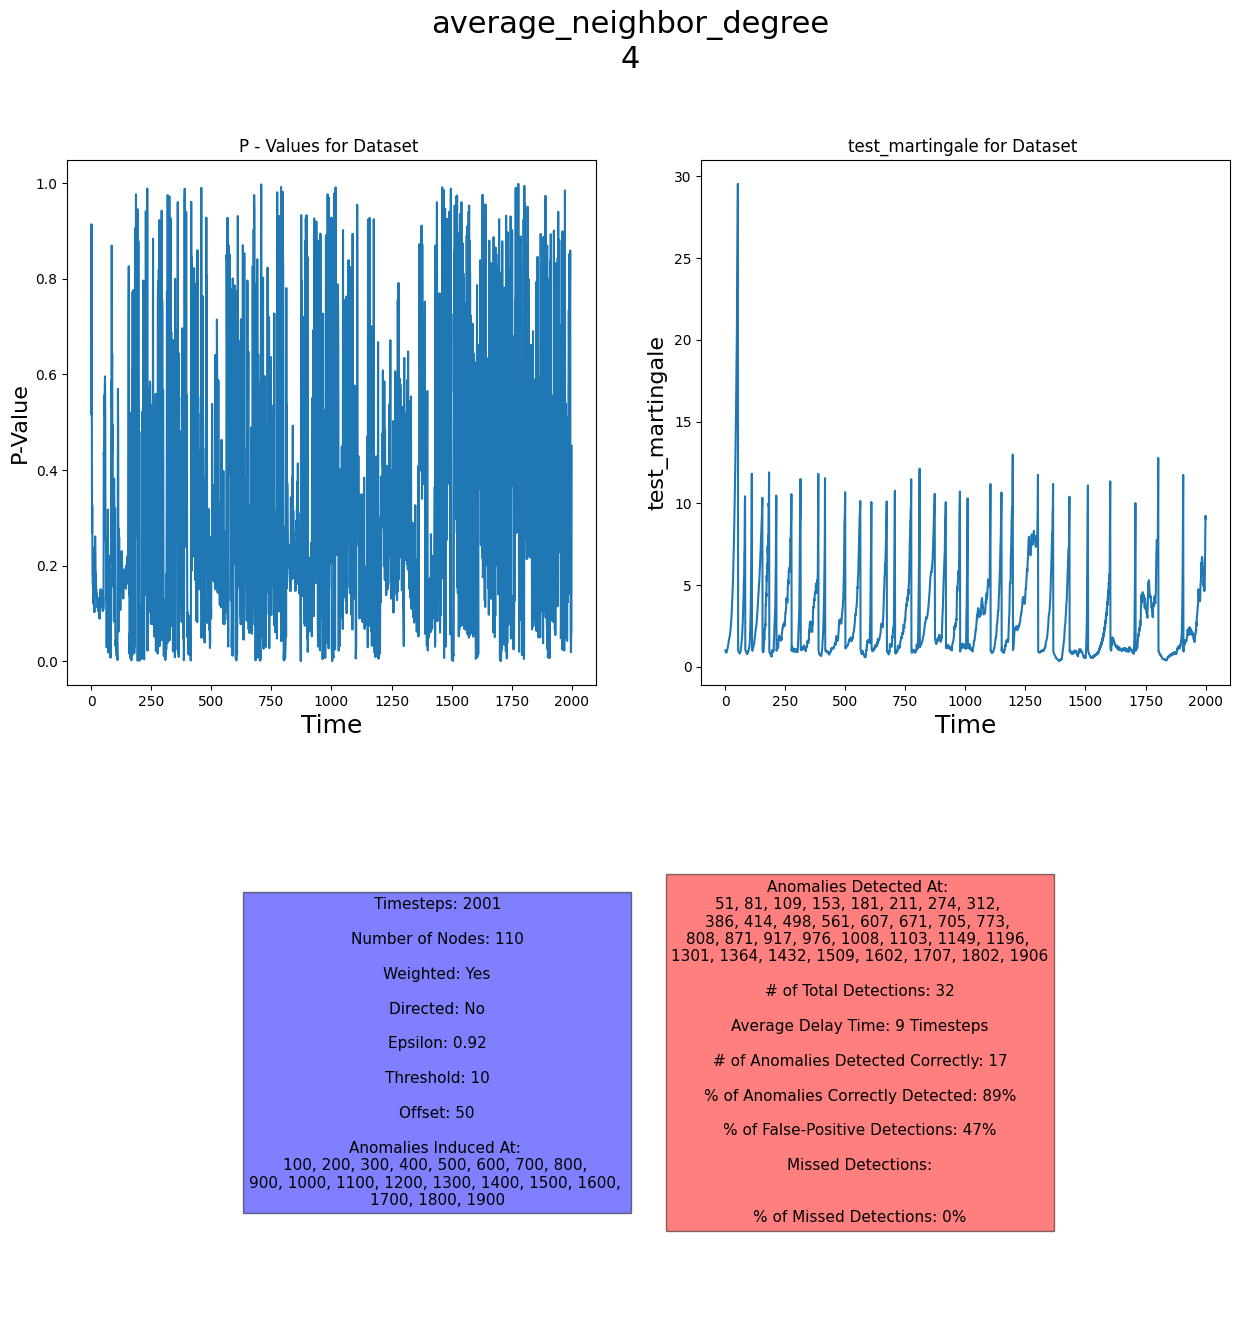 average_neighbor_degree
4
P - Values for Dataset
1.0
0.8
0.6
0.4
0.2
0.0
P-Value
0 250 500 750 1000 1250 1500 1750 2000
Time
test_martingale for Dataset
30
25
20
15
10
5
0
test_martingale
0 250 500 750 1000 1250 1500 1750 2000
Time
Timesteps: 2001
Number of Nodes: 110
Weighted: Yes
Directed: No
Epsilon: 0.92
Threshold: 10
Offset: 50
Anomalies Induced At:
100, 200, 300, 400, 500, 600, 700, 800,
900, 1000, 1100, 1200, 1300, 1400, 1500, 1600,
1700, 1800, 1900
Anomalies Detected At:
51, 81, 109, 153, 181, 211, 274, 312,
386, 414, 498, 561, 607, 671, 705, 773,
808, 871, 917, 976, 1008, 1103, 1149, 1196,
1301, 1364, 1432, 1509, 1602, 1707, 1802, 1906
# of Total Detections: 32
Average Delay Time: 9 Timesteps
# of Anomalies Detected Correctly: 17
% of Anomalies Correctly Detected: 89%
% of False-Positive Detections: 47%
Missed Detections:
% of Missed Detections: 0%